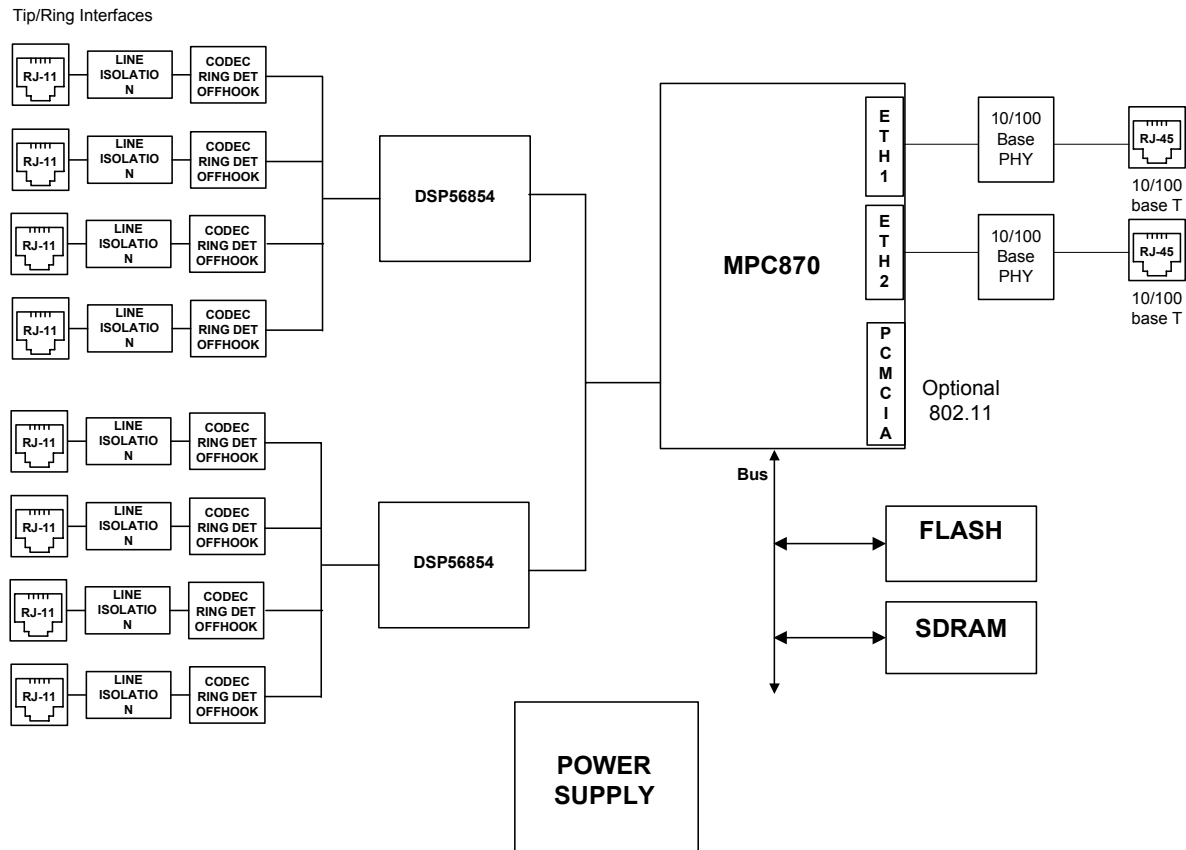 Tip/Ring Interfaces
RJ-11
LINE
ISOLATIO
N
CODEC
RING DET
OFFHOOK
RJ-11
LINE
ISOLATIO
N
CODEC
RING DET
OFFHOOK
RJ-11
LINE
ISOLATIO
N
CODEC
RING DET
OFFHOOK
RJ-11
LINE
ISOLATIO
N
CODEC
RING DET
OFFHOOK
DSP56854
RJ-11
LINE
ISOLATIO
N
CODEC
RING DET
OFFHOOK
RJ-11
LINE
ISOLATIO
N
CODEC
RING DET
OFFHOOK
RJ-11
LINE
ISOLATIO
N
CODEC
RING DET
OFFHOOK
RJ-11
LINE
ISOLATIO
N
CODEC
RING DET
OFFHOOK
DSP56854
MPC870
E
T
H
1
10/100
Base
PHY
RJ-45
10/100
base T
E
T
H
2
10/100
Base
PHY
RJ-45
10/100
base T
P
C
M
C
I
A
Optional
802.11
Bus
FLASH
SDRAM
POWER
SUPPLY